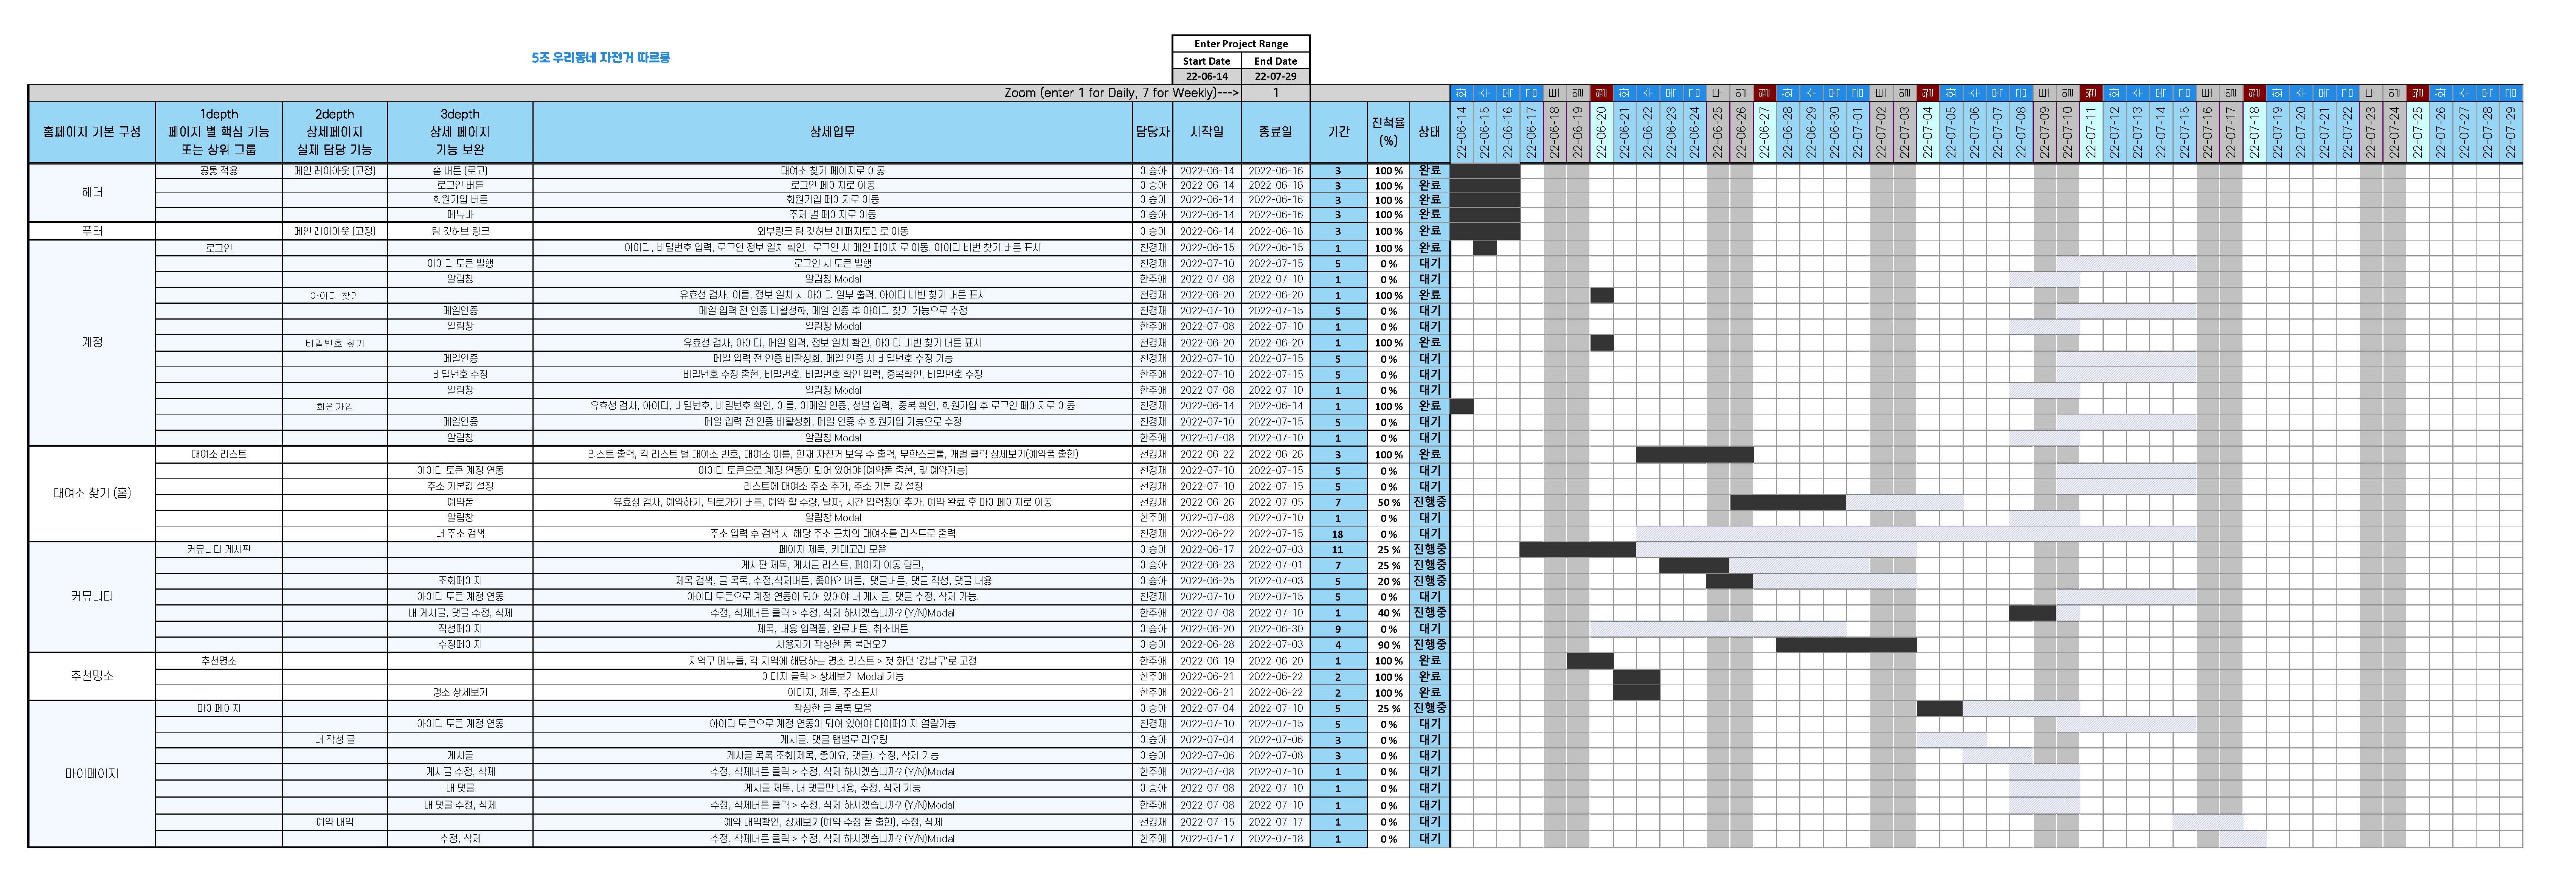 5조 우리동네 자전거 따르릉
Enter Project Range
Start Date End Date
22-06-14 22-07-29
Zoom (enter 1 for Daily, 7 for Weekly)---> 1 화 수 목 금 토 일 월 화 수 목 금 토 일 월 화 수 목 금 토 일 월 화 수 목 금 토 일 월 화 수 목 금 토 일 월 화 수 목 금 토 일 월 화 수 목 금
홈페이지 기본 구성 1depth 페이지 별 핵심 기능 또는 상위 그룹 2depth 상세페이지 실제 담당 기능 3depth 상세 페이지 기능 보완 상세업무 담당자 시작일 종료일 기간 진척율 (%) 상태 22-06-14 22-06-15 22-06-16 22-06-17 22-06-18 22-06-19 22-06-20 22-06-21 22-06-22 22-06-23 22-06-24 22-06-25 22-06-26 22-06-27 22-06-28 22-06-29 22-06-30 22-07-01 22-07-02 22-07-03 22-07-04 22-07-05 22-07-06 22-07-07 22-07-08 22-07-09 22-07-10 22-07-11 22-07-12 22-07-13 22-07-14 22-07-15 22-07-16 22-07-17 22-07-18 22-07-19 22-07-20 22-07-21 22-07-22 22-07-23 22-07-24 22-07-25 22-07-26 22-07-27 22-07-28 22-07-29
헤더 공통 적용 메인 레이아웃 (고정) 홈 버튼 (로고) 대여소 찾기 페이지로 이동 이승아 2022-06-14 2022-06-16 3 100 % 완료
로그인 버튼 로그인 페이지로 이동 이승아 2022-06-14 2022-06-16 3 100 % 완료
회원가입 버튼 회원가입 페이지로 이동 이승아 2022-06-14 2022-06-16 3 100 % 완료
메뉴바 주제 별 페이지로 이동 이승아 2022-06-14 2022-06-16 3 100 % 완료
푸터 메인 레이아웃 (고정) 팀 깃허브 링크 외부링크 팀 깃허브 레퍼지토리로 이동 이승아 2022-06-14 2022-06-16 3 100 % 완료
계정 로그인 아이디, 비밀번호 입력, 로그인 정보 일치 확인, 로그인 시 메인 페이지로 이동, 아이디 비번 찾기 버튼 표시 천경재 2022-06-15 2022-06-15 1 100 % 완료
아이디 토큰 발행 로그인 시 토큰 발행 천경재 2022-07-10 2022-07-15 5 0 % 대기
알림창 알림창 Modal 한주애 2022-07-08 2022-07-10 1 0 % 대기
아이디 찾기 유효성 검사, 이름, 정보 일치 시 아이디 일부 출력, 아이디 비번 찾기 버튼 표시 천경재 2022-06-20 2022-06-20 1 100 % 완료
메일인증 메일 입력 전 인증 비활성화, 메일 인증 후 아이디 찾기 가능으로 수정 천경재 2022-07-10 2022-07-15 5 0 % 대기
알림창 알림창 Modal 한주애 2022-07-08 2022-07-10 1 0 % 대기
비밀번호 찾기 유효성 검사, 아이디, 메일 입력, 정보 일치 확인, 아이디 비번 찾기 버튼 표시 천경재 2022-06-20 2022-06-20 1 100 % 완료
메일인증 메일 입력 전 인증 비활성화, 메일 인증 시 비밀번호 수정 가능 천경재 2022-07-10 2022-07-15 5 0 % 대기
비밀번호 수정 비밀번호 수정 출현, 비밀번호, 비밀번호 확인 입력, 중복확인, 비밀번호 수정 천경재 2022-07-10 2022-07-15 5 0 % 대기
알림창 알림창 Modal 한주애 2022-07-08 2022-07-10 1 0 % 대기
회원가입 유효성 검사, 아이디, 비밀번호, 비밀번호 확인, 이름, 이메일 인증, 성별 입력, 중복 확인, 회원가입 후 로그인 페이지로 이동 천경재 2022-06-14 2022-06-14 1 100 % 완료
메일인증 메일 입력 전 인증 비활성화, 메일 인증 후 회원가입 가능으로 수정 천경재 2022-07-10 2022-07-15 5 0 % 대기
알림창 알림창 Modal 한주애 2022-07-08 2022-07-10 1 0 % 대기
대여소 찾기 (홈) 대여소 리스트 리스트 출력, 각 리스트 별 대여소 번호, 대여소 이름, 현재 자전거 보유 수 출력, 무한스크롤, 개별 클릭 상세보기(예약폼 출현) 천경재 2022-06-22 2022-06-26 3 100 % 완료
아이디 토큰 계정 연동 아이디 토큰으로 계정 연동이 되어 있어야 (예약폼 출현, 및 예약가능) 천경재 2022-07-10 2022-07-15 5 0 % 대기
주소 기본값 설정 리스트에 대여소 주소 추가, 주소 기본 값 설정 천경재 2022-07-10 2022-07-15 5 0 % 대기
예약폼 유효성 검사, 예약하기, 뒤로가기 버튼, 예약 할 수량, 날짜, 시간 입력창이 추가, 예약 완료 후 마이페이지로 이동 천경재 2022-06-26 2022-07-05 7 50 % 진행중
알림창 알림창 Modal 한주애 2022-07-08 2022-07-10 1 0 % 대기
내 주소 검색 주소 입력 후 검색 시 해당 주소 근처의 대여소를 리스트로 출력 천경재 2022-06-22 2022-07-15 18 0 % 대기
커뮤니티 커뮤니티 게시판 페이지 제목, 카테고리 모음 이승아 2022-06-17 2022-07-03 11 25 % 진행중
게시판 제목, 게시글 리스트, 페이지 이동 링크, 이승아 2022-06-23 2022-07-01 7 25 % 진행중
조회페이지 제목 검색, 글 목록, 수정,삭제버튼, 좋아요 버튼, 댓글버튼, 댓글 작성, 댓글 내용 이승아 2022-06-25 2022-07-03 5 20 % 진행중
아이디 토큰 계정 연동 아이디 토큰으로 계정 연동이 되어 있어야 내 게시글, 댓글 수정, 삭제 가능. 천경재 2022-07-10 2022-07-15 5 0 % 대기
내 게시글, 댓글 수정, 삭제 수정, 삭제버튼 클릭 > 수정, 삭제 하시겠습니까? (Y/N)Modal 한주애 2022-07-08 2022-07-10 1 40 % 진행중
작성페이지 제목, 내용 입력폼, 완료버튼, 취소버튼 이승아 2022-06-20 2022-06-30 9 0 % 대기
수정페이지 사용자가 작성한 폼 불러오기 이승아 2022-06-28 2022-07-03 4 90 % 진행중
추천명소 추천명소 지역구 메뉴들, 각 지역에 해당하는 명소 리스트 > 첫 화면 '강남구'로 고정 한주애 2022-06-19 2022-06-20 1 100 % 완료
이미지 클릭 > 상세보기 Modal 기능 한주애 2022-06-21 2022-06-22 2 100 % 완료
명소 상세보기 이미지, 제목, 주소표시 한주애 2022-06-21 2022-06-22 2 100 % 완료
마이페이지 마이페이지 작성한 글 목록 모음 이승아 2022-07-04 2022-07-10 5 25 % 진행중
아이디 토큰 계정 연동 아이디 토큰으로 계정 연동이 되어 있어야 마이페이지 열람가능 천경재 2022-07-10 2022-07-15 5 0 % 대기
내 작성 글 게시글, 댓글 탭별로 라우팅 이승아 2022-07-04 2022-07-06 3 0 % 대기
게시글 게시글 목록 조회(제목, 좋아요, 댓글), 수정, 삭제 기능 이승아 2022-07-06 2022-07-08 3 0 % 대기
게시글 수정, 삭제 수정, 삭제버튼 클릭 > 수정, 삭제 하시겠습니까? (Y/N)Modal 한주애 2022-07-08 2022-07-10 1 0 % 대기
내 댓글 게시글 제목, 내 댓글만 내용, 수정, 삭제 기능 이승아 2022-07-08 2022-07-10 1 0 % 대기
내 댓글 수정, 삭제 수정, 삭제버튼 클릭 > 수정, 삭제 하시겠습니까? (Y/N)Modal 한주애 2022-07-08 2022-07-10 1 0 % 대기
예약 내역 예약 내역확인, 상세보기(예약 수정 폼 출현), 수정, 삭제 천경재 2022-07-15 2022-07-17 1 0 % 대기
수정, 삭제 수정, 삭제버튼 클릭 > 수정, 삭제 하시겠습니까? (Y/N)Modal 한주애 2022-07-17 2022-07-18 1 0 % 대기